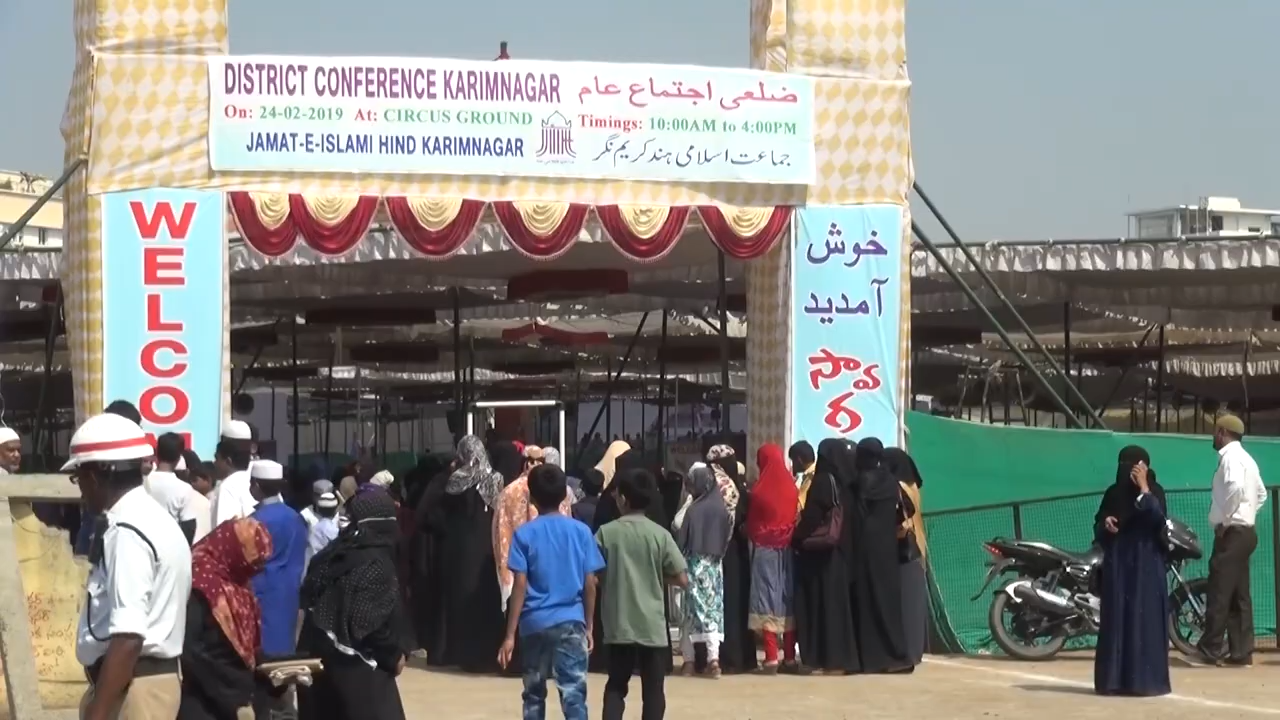 DISTRICT CONFERENCE KARIMNAGAR ضلعی اجتماع عام
On: 24-02-2019 At: CIRCUS GROUND Timings: 10:00AM to 4:00PM
JAMAT-E-ISLAMI HIND KARIMNAGAR جماعت اسلامی ہند کریم نگر
WELCO
خوش
آمدید
స్వాగ